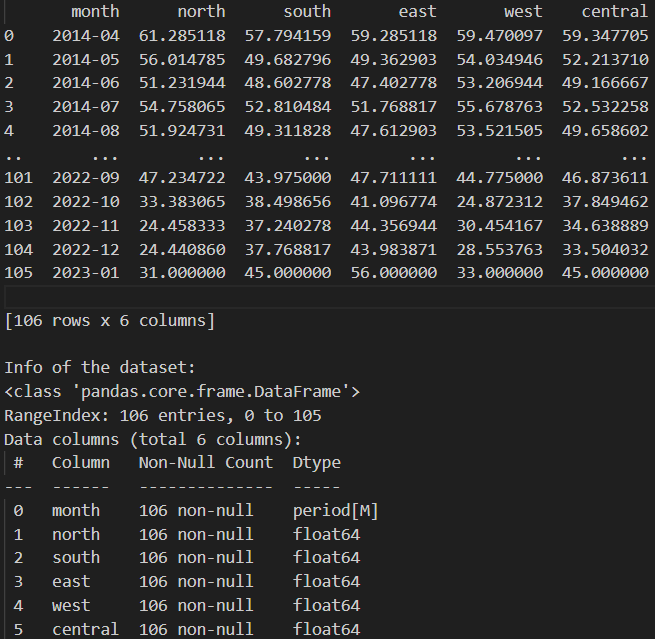 month north south east west central
0 2014-04 61.285118 57.794159 59.285118 59.470097 59.347705
1 2014-05 56.014785 49.682796 49.362903 54.034946 52.213710
2 2014-06 51.231944 48.602778 47.402778 53.206944 49.166667
3 2014-07 54.758065 52.810484 51.768817 55.678763 52.532258
4 2014-08 51.924731 49.311828 47.612903 53.521505 49.658602
.. ... ... ... ... ... ...
101 2022-09 47.234722 43.975000 47.711111 44.775000 46.873611
102 2022-10 33.383065 38.498656 41.096774 24.872312 37.849462
103 2022-11 24.458333 37.240278 44.356944 30.454167 34.638889
104 2022-12 24.440860 37.768817 43.983871 28.553763 33.504032
105 2023-01 31.000000 45.000000 56.000000 33.000000 45.000000
[106 rows x 6 columns]
Info of the dataset:
<class 'pandas.core.frame.DataFrame'>
RangeIndex: 106 entries, 0 to 105
Data columns (total 6 columns):
# Column Non-Null Count Dtype
--- ------ -------------- -----
0 month 106 non-null period[M]
1 north 106 non-null float64
2 south 106 non-null float64
3 east 106 non-null float64
4 west 106 non-null float64
5 central 106 non-null float64